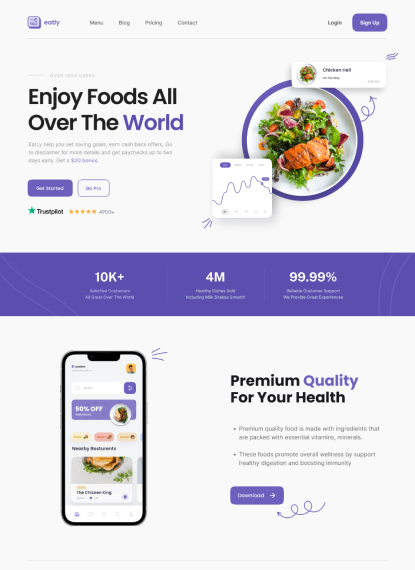 eatly
Menu
Blog
Pricing
Contact
Login
Sign Up
OVER 1000 USERS
Enjoy Foods All
Over The World
EatLy help you set saving goals, earn cash back offers, Go
to disclaimer for more details and get paychecks up to two
days early. Get a $20 bonus.
Get Started
Go Pro
Trustpilot
4900+
Chicken Hell
10K+
Satisfied Customers
All Great Over The World
4M
Healthy Dishes Sold
Including Milk Shakes Smooth
99.99%
Reliable Customer Support
We Provide Great Experiences
50% OFF
Nearby Resturents
The Chicken King
Premium Quality
For Your Health
• Premium quality food is made with ingredients that
are packed with essential vitamins, minerals.
• These foods promote overall wellness by support
healthy digestion and boosting immunity
Download